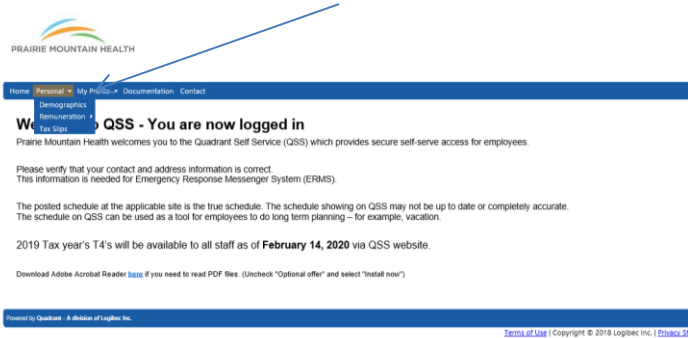 PRAIRIE MOUNTAIN HEALTH
Home Personal My Documentation Contact
Demographics
Remuneration
Tax Slips
QSS - You are now logged in
Prairie Mountain Health welcomes you to the Quadrant Self Service (QSS) which provides secure self-serve access for employees.
Please verify that your contact and address information is correct.
This information is needed for Emergency Response Messenger System (ERMS).
The posted schedule at the applicable site is the true schedule. The schedule showing on QSS may not be up to date or completely accurate.
The schedule on QSS can be used as a tool for employees to do long term planning – for example, vacation.
2019 Tax year's T4's will be available to all staff as of February 14, 2020 via QSS website.
Download Adobe Acrobat Reader here if you need to read PDF files. (Uncheck "Optional offer" and select "Install now")
Powered by Quadrant - A division of Logibec Inc.
Terms of Use | Copyright © 2018 Logibec Inc. | Privacy St